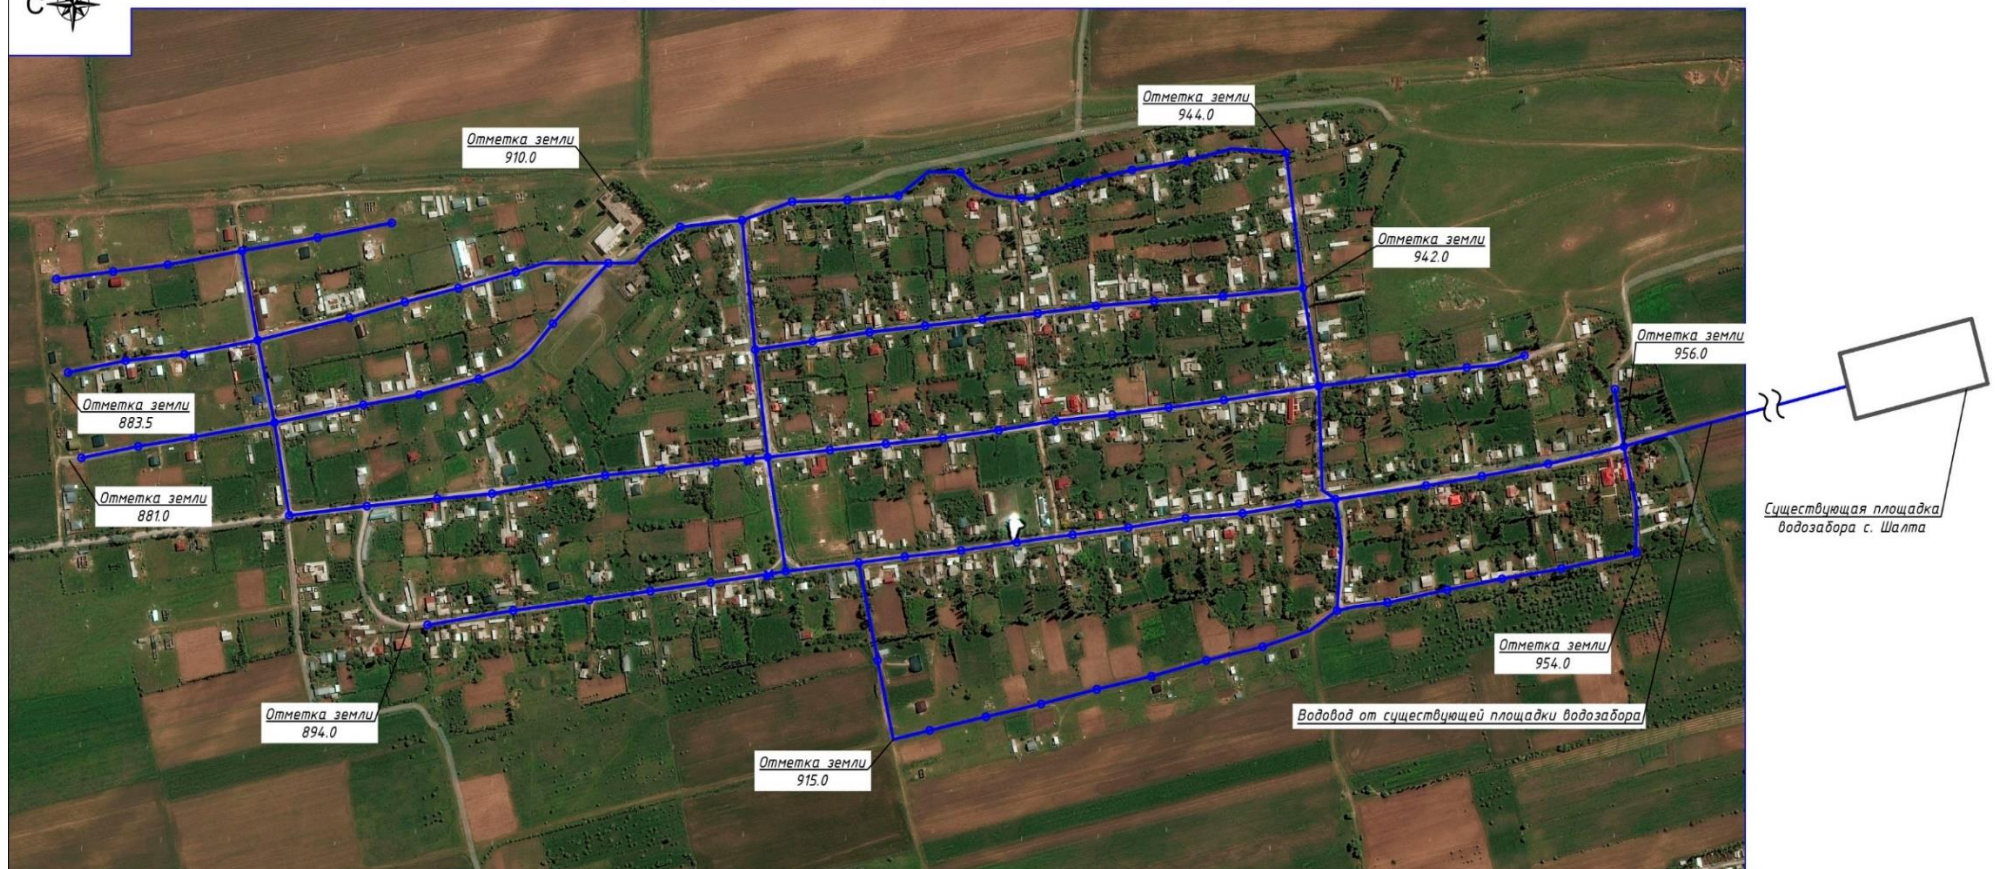 С
Отметка земли
944.0
Отметка земли
910.0
Отметка земли
942.0
Отметка земли
956.0
Отметка земли
883.5
Отметка земли
881.0
Существующая площадка
водозабора с. Шалта
Отметка земли
954.0
Отметка земли
894.0
Водовод от существующей площадки водозабора
Отметка земли
915.0